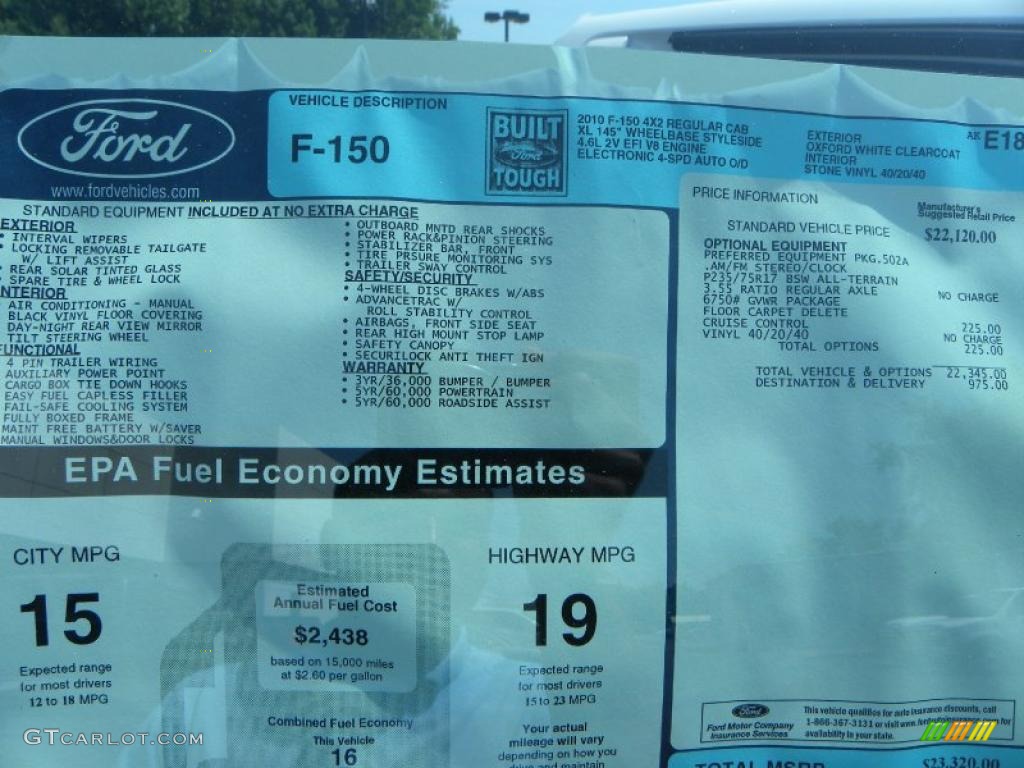 Ford
www.fordvehicles.com
VEHICLE DESCRIPTION
F-150
BUILT
Ford
TOUGH
2010 F-150 4X2 REGULAR CAB
XL 145" WHEELBASE STYLESIDE
4.6L 2V EFI V8 ENGINE
ELECTRONIC 4-SPD AUTO O/D
EXTERIOR
OXFORD WHITE CLEARCOAT
INTERIOR
STONE VINYL 40/20/40
AK E18
STANDARD EQUIPMENT INCLUDED AT NO EXTRA CHARGE
EXTERIOR
• INTERVAL WIPERS
• LOCKING REMOVABLE TAILGATE
W/ LIFT ASSIST
• REAR SOLAR TINTED GLASS
• SPARE TIRE & WHEEL LOCK
INTERIOR
AIR CONDITIONING - MANUAL
BLACK VINYL FLOOR COVERING
DAY-NIGHT REAR VIEW MIRROR
TILT STEERING WHEEL
FUNCTIONAL
4 PIN TRAILER WIRING
AUXILIARY POWER POINT
CARGO BOX TIE DOWN HOOKS
EASY FUEL CAPLESS FILLER
FAIL-SAFE COOLING SYSTEM
FULLY BOXED FRAME
MAINT FREE BATTERY W/SAVER
MANUAL WINDOWS&DOOR LOCKS
• OUTBOARD MNTD REAR SHOCKS
• POWER RACK&PINION STEERING
• STABILIZER BAR, FRONT
• TIRE PRSURE MONITORING SYS
• TRAILER SWAY CONTROL
SAFETY/SECURITY
• 4-WHEEL DISC BRAKES W/ABS
• ADVANCETRAC W/
ROLL STABILITY CONTROL
• AIRBAGS, FRONT SIDE SEAT
• REAR HIGH MOUNT STOP LAMP
• SAFETY CANOPY
• SECURILOCK ANTI THEFT IGN
WARRANTY
• 3YR/36,000 BUMPER / BUMPER
• 5YR/60,000 POWERTRAIN
• 5YR/60,000 ROADSIDE ASSIST
PRICE INFORMATION
Manufacturer's
Suggested Retail Price
STANDARD VEHICLE PRICE $22,120.00
OPTIONAL EQUIPMENT
PREFERRED EQUIPMENT PKG.502A
.AM/FM STEREO/CLOCK
P235/75R17 BSW ALL-TERRAIN
3.55 RATIO REGULAR AXLE NO CHARGE
6750# GVWR PACKAGE
FLOOR CARPET DELETE
CRUISE CONTROL 225.00
VINYL 40/20/40 NO CHARGE
TOTAL OPTIONS 225.00
TOTAL VEHICLE & OPTIONS 22,345.00
DESTINATION & DELIVERY 975.00
EPA Fuel Economy Estimates
CITY MPG
15
Expected range
for most drivers
12 to 18 MPG
Estimated
Annual Fuel Cost
$2,438
based on 15,000 miles
at $2.60 per gallon
Combined Fuel Economy
This Vehicle
16
HIGHWAY MPG
19
Expected range
for most drivers
15 to 23 MPG
Your actual
mileage will vary
depending on how you
drive and maintain
Ford
Ford Motor Company
Insurance Services
This vehicle qualifies for auto insurance discounts, call
1-866-367-3131 or visit www.fordautoinsurance.com for
availability in your state.
TOTAL MSRP $23,320.00
GTCARLOT.COM